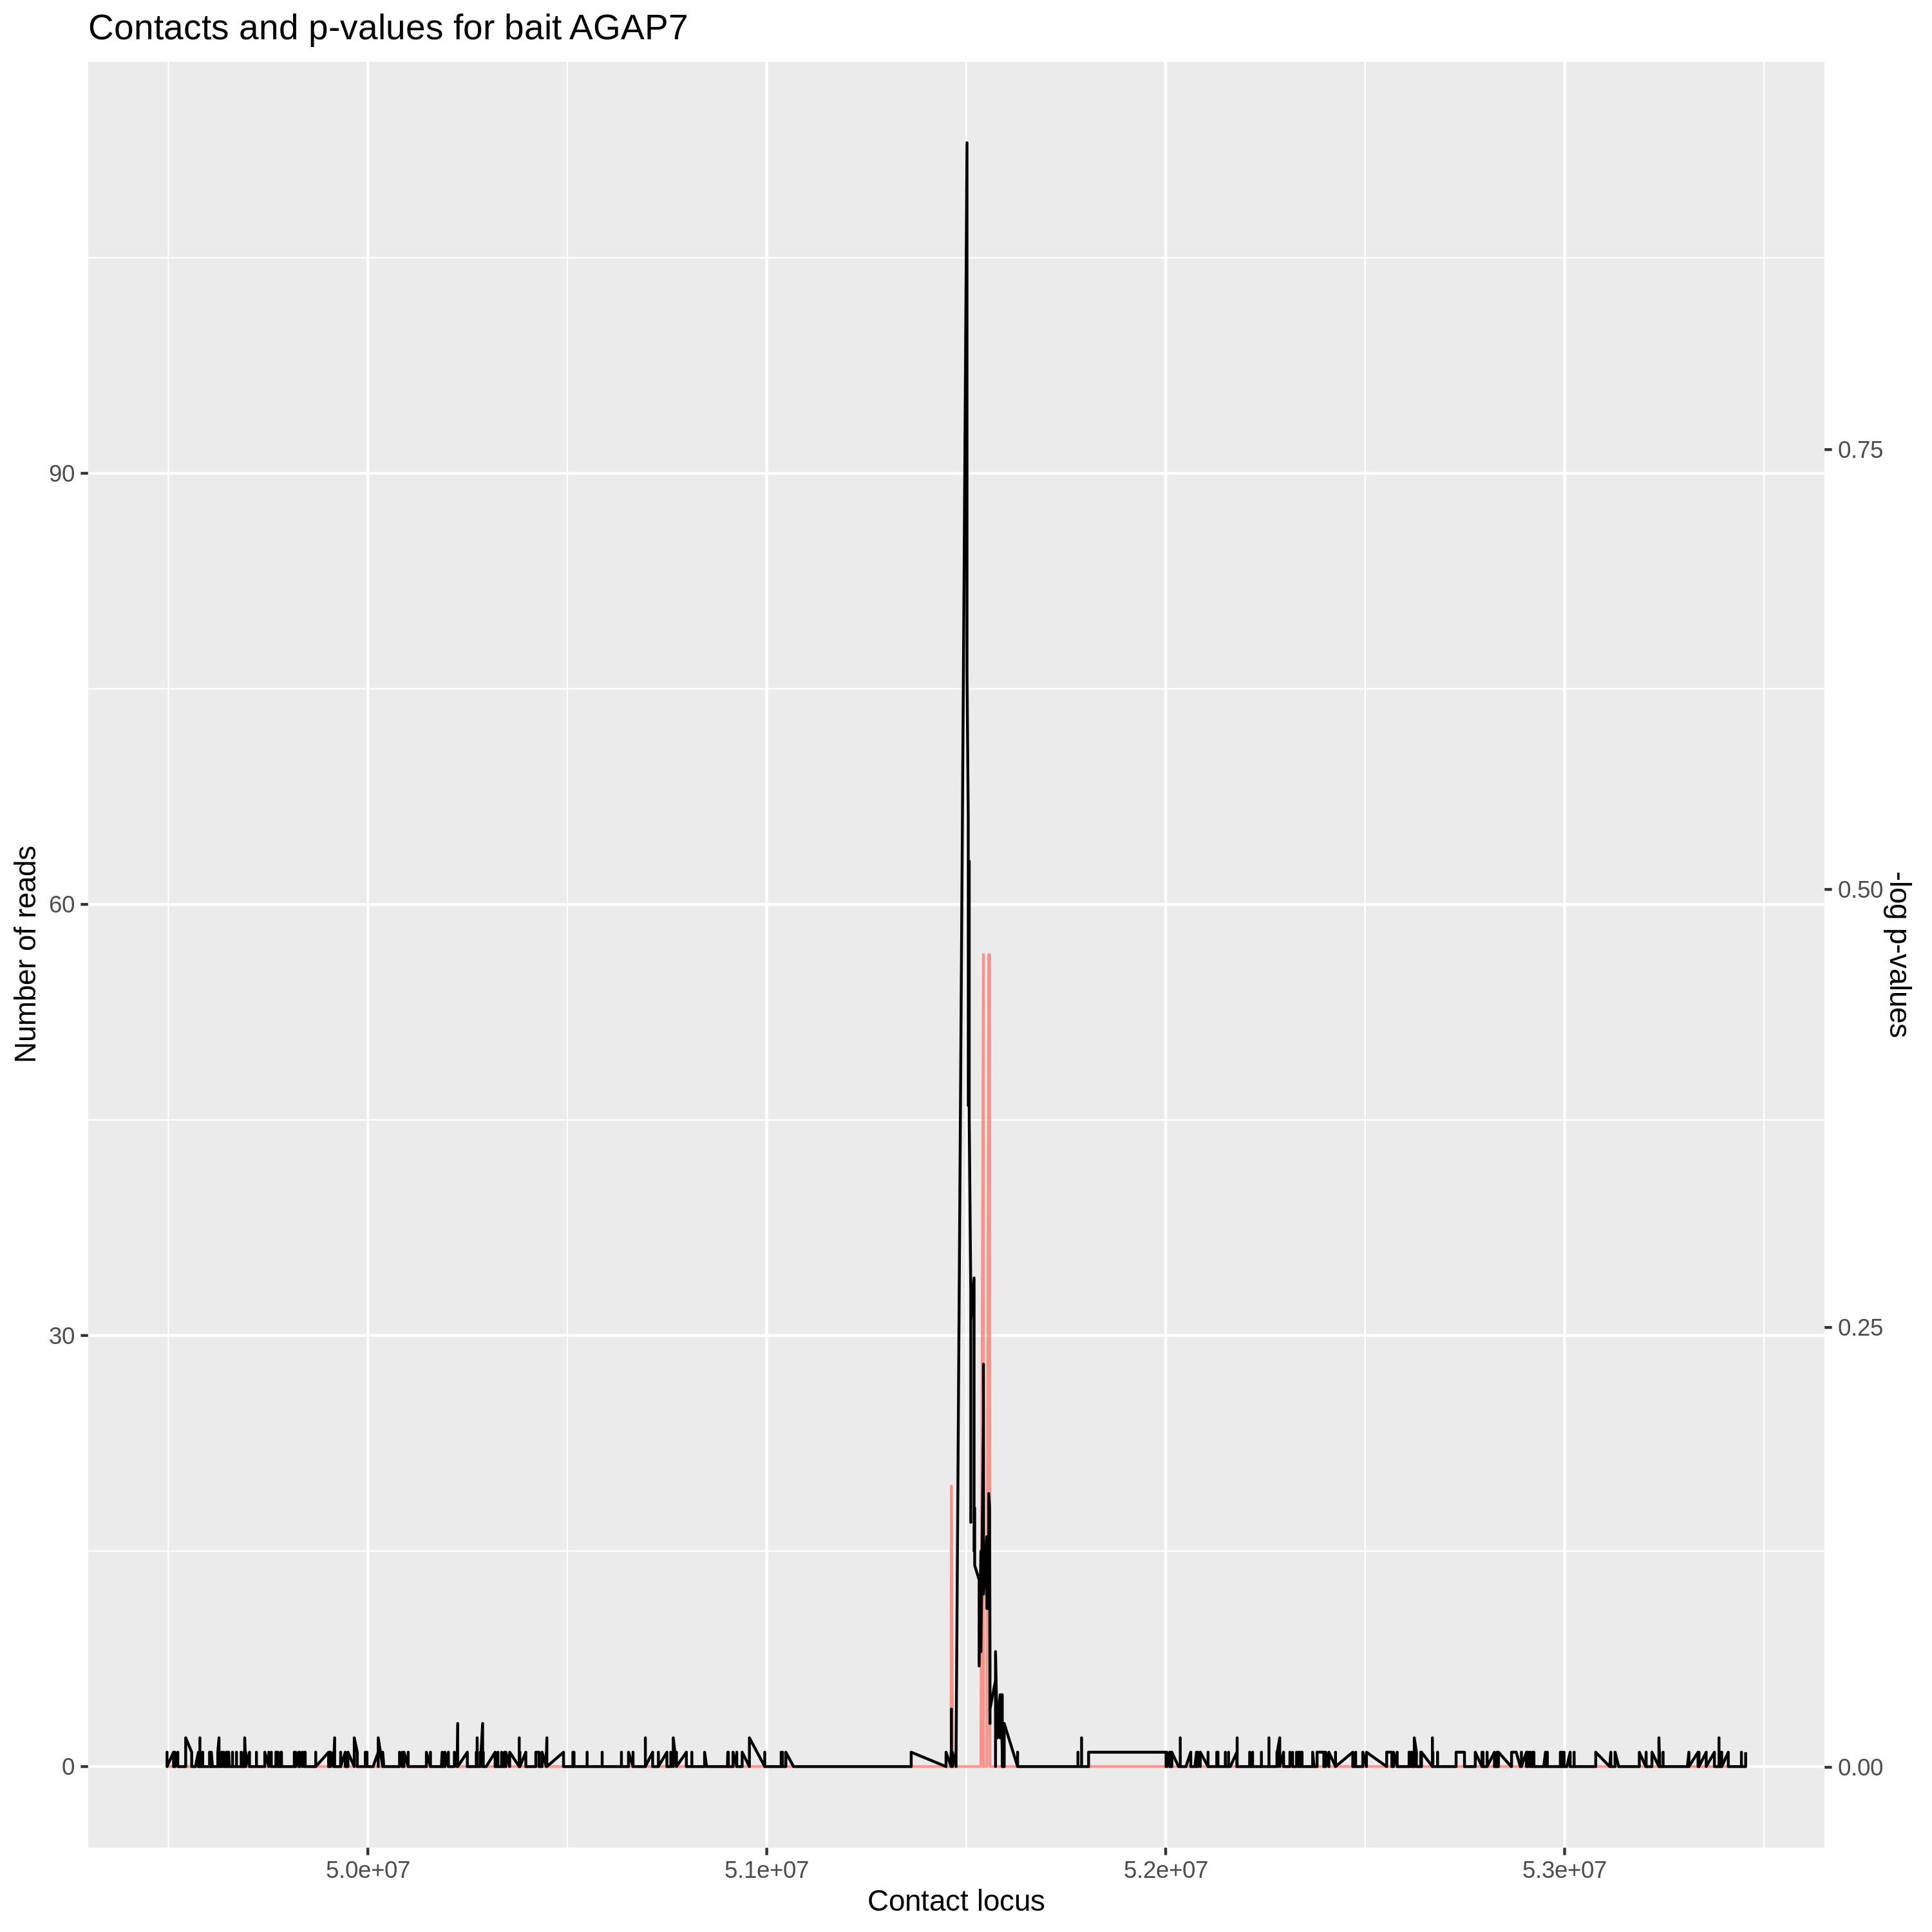 Contacts and p-values for bait AGAP7
Number of reads
90
60
30
0
0.75
0.50
0.25
0.00
-log p-values
5.0e+07
5.1e+07
5.2e+07
5.3e+07
Contact locus